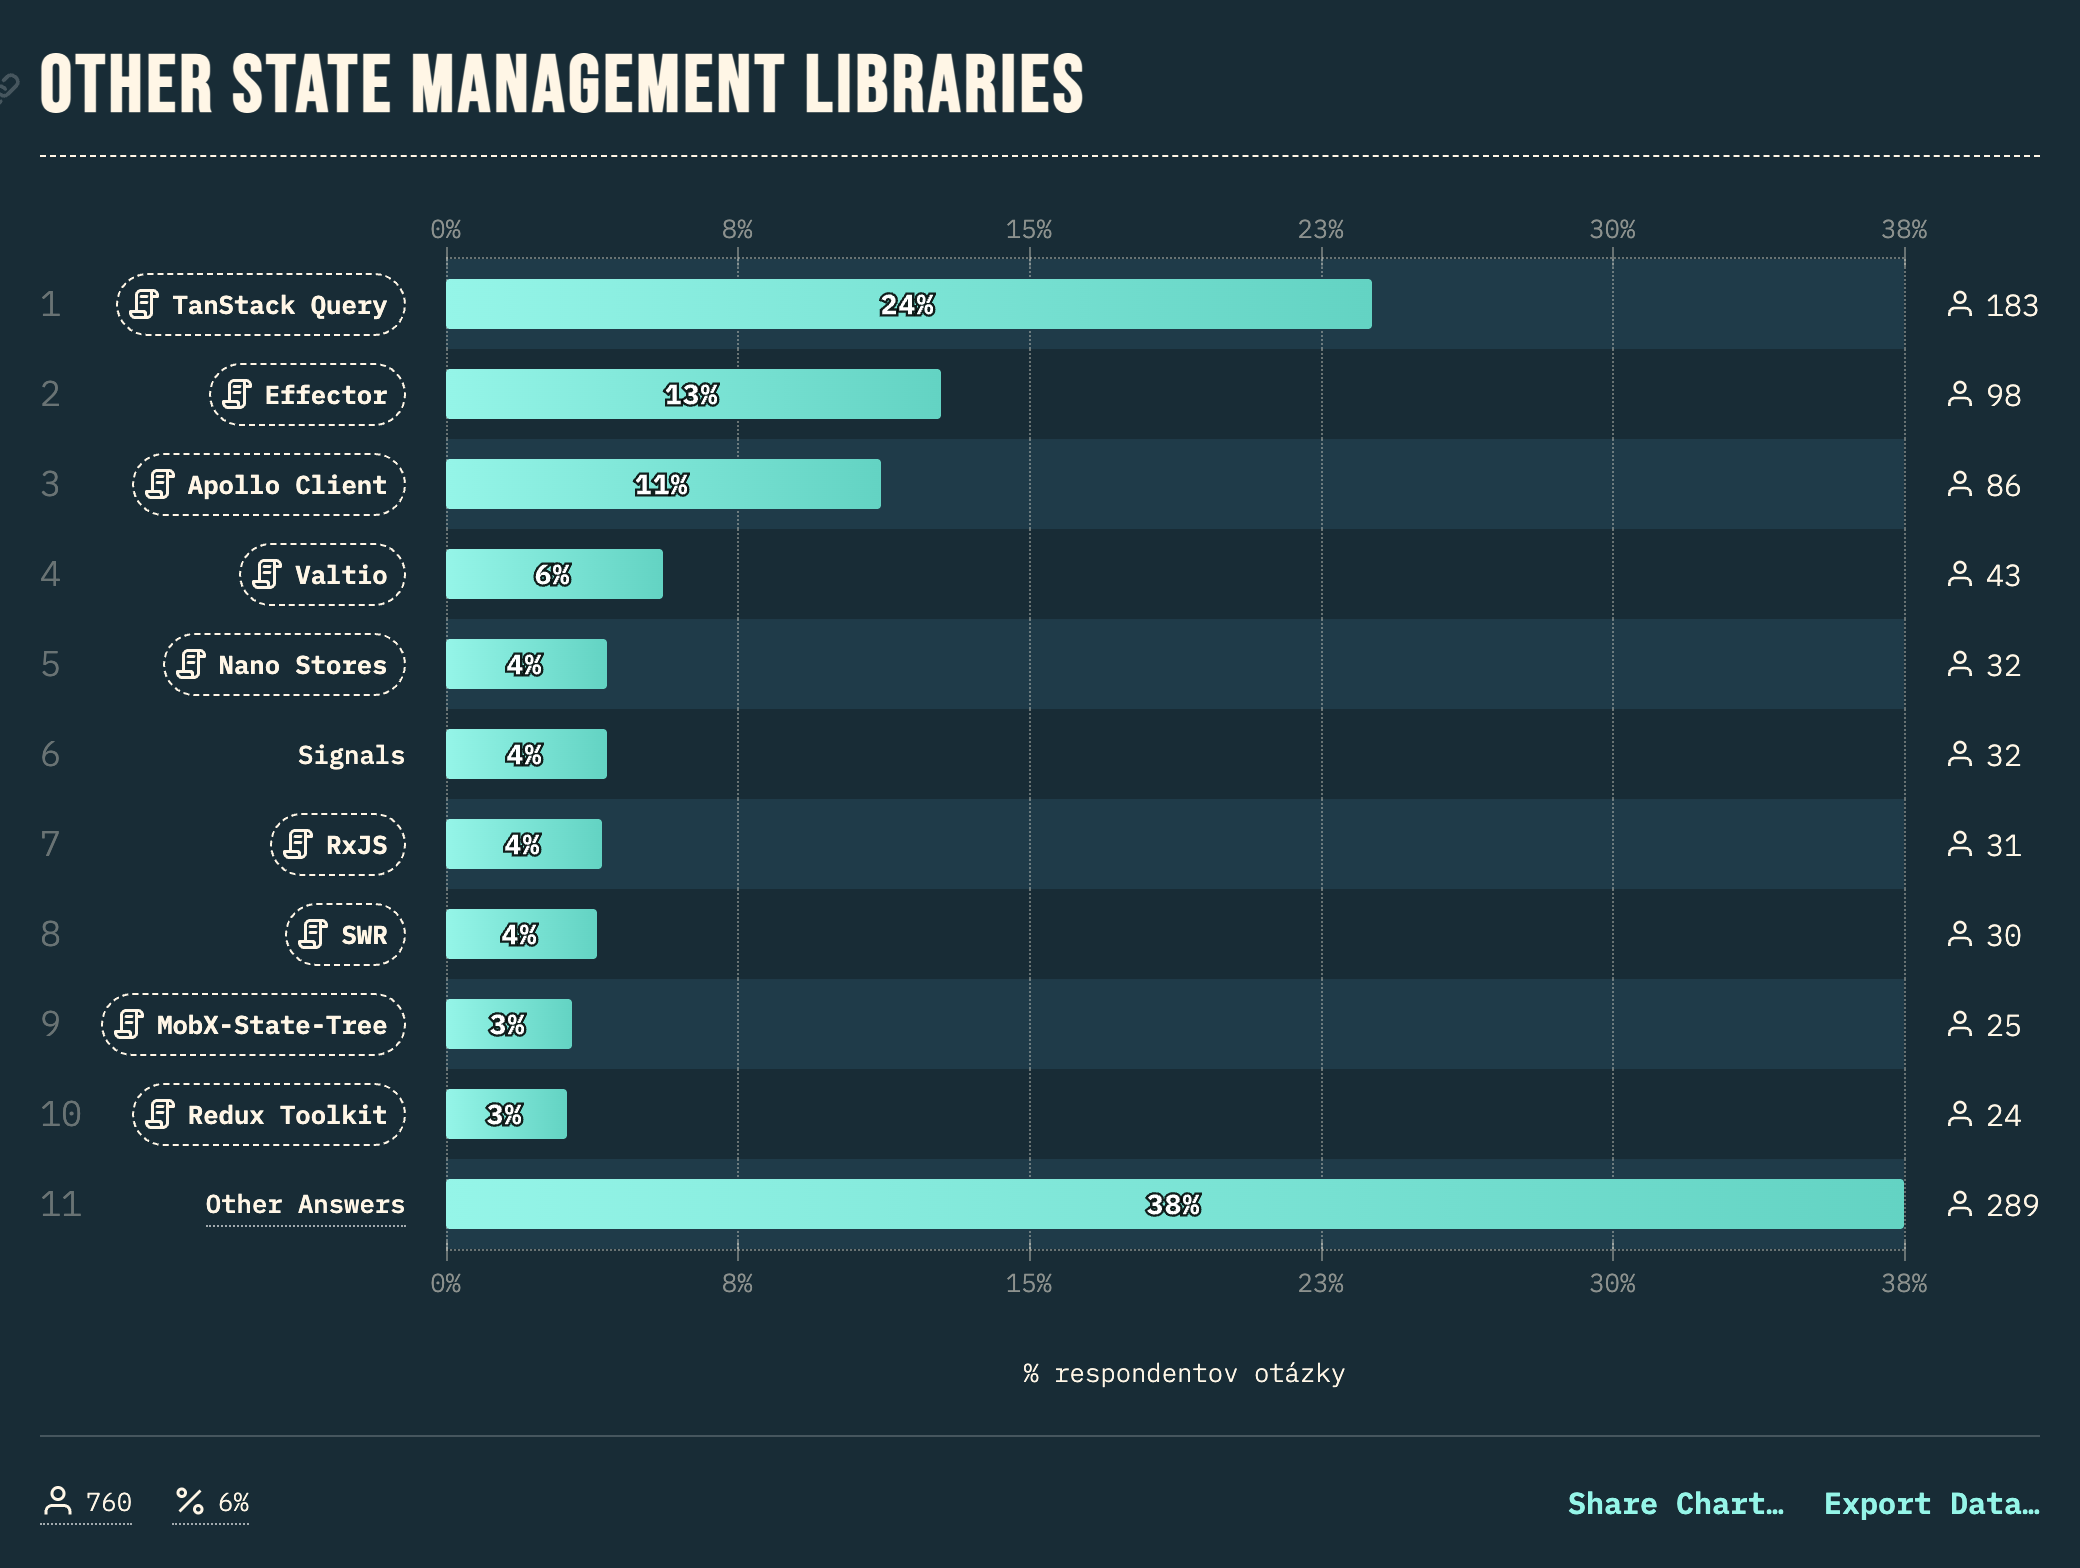 OTHER STATE MANAGEMENT LIBRARIES
0% 8% 15% 23% 30% 38%
1 TanStack Query 24% 183
2 Effector 13% 98
3 Apollo Client 11% 86
4 Valtio 6% 43
5 Nano Stores 4% 32
6 Signals 4% 32
7 RxJS 4% 31
8 SWR 4% 30
9 MobX-State-Tree 3% 25
10 Redux Toolkit 3% 24
11 Other Answers 38% 289
0% 8% 15% 23% 30% 38%
% respondentov otázky
760 6% Share Chart… Export Data…